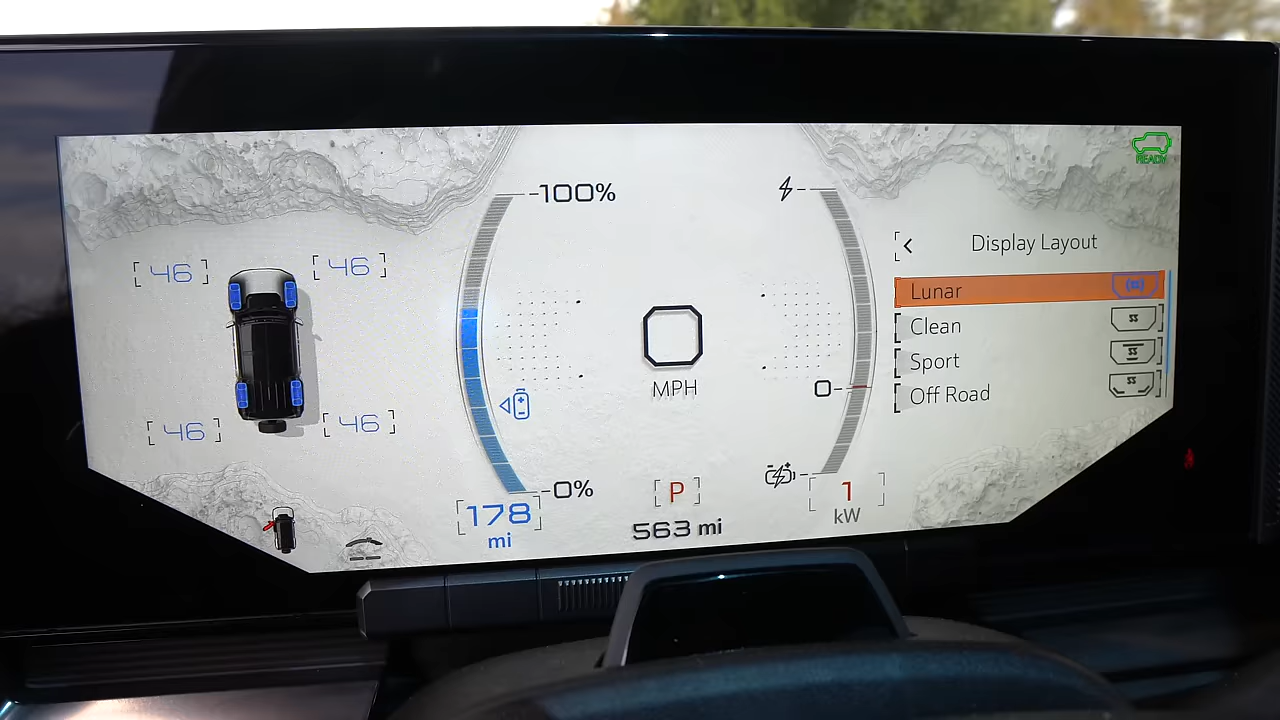 READY
-100%
46
46
46
46
Display Layout
Lunar
Clean
Sport
Off Road
0
MPH
0
-0%
178
mi
P
563 mi
1
kW